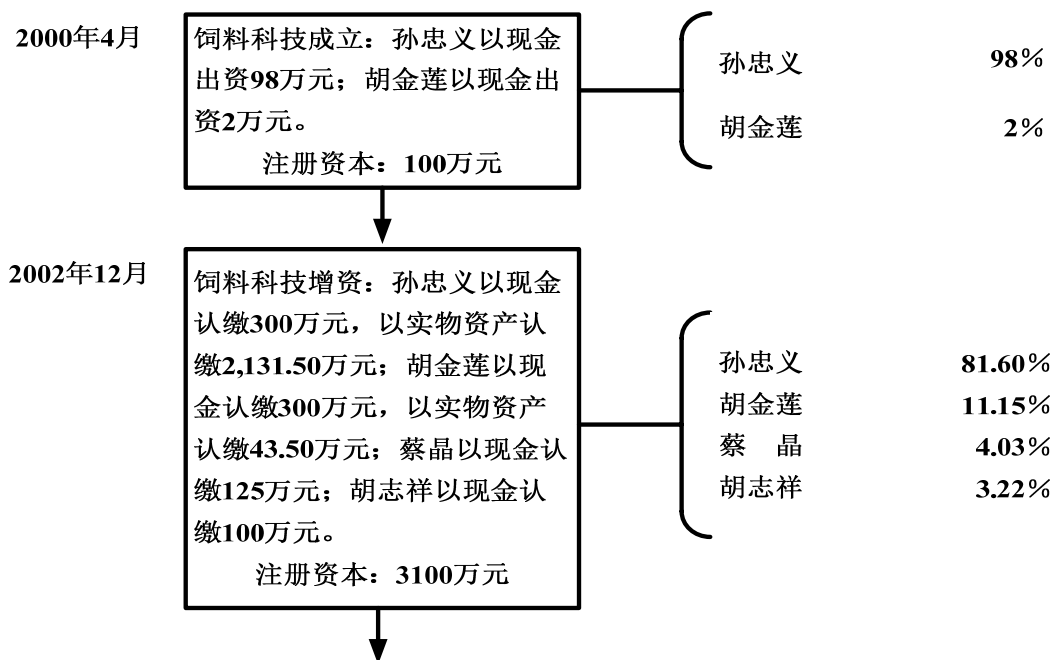 2000年4月
饲料科技成立：孙忠义以现金
出资98万元；胡金莲以现金出
资2万元。
注册资本：100万元
孙忠义 98%
胡金莲 2%
2002年12月
饲料科技增资：孙忠义以现金
认缴300万元，以实物资产认
缴2,131.50万元；胡金莲以现
金认缴300万元，以实物资产
认缴43.50万元；蔡晶以现金认
缴125万元；胡志祥以现金认
缴100万元。
注册资本：3100万元
孙忠义 81.60%
胡金莲 11.15%
蔡　晶 4.03%
胡志祥 3.22%